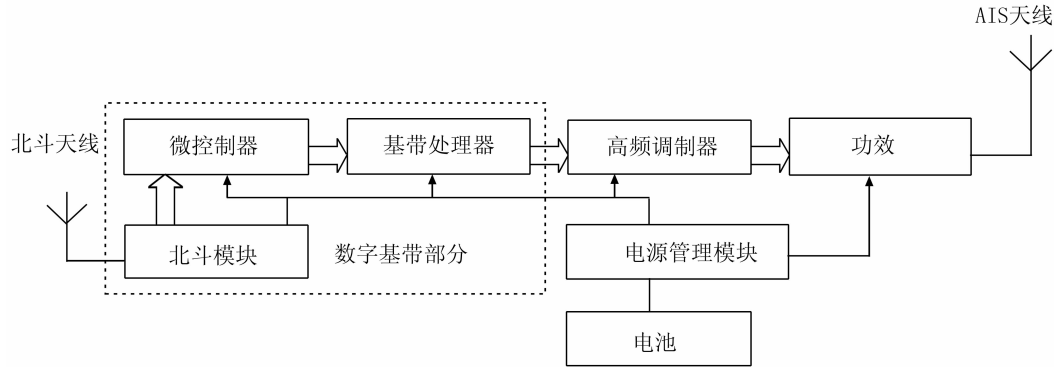 AIS天线
北斗天线
微控制器
基带处理器
高频调制器
功效
北斗模块
数字基带部分
电源管理模块
电池